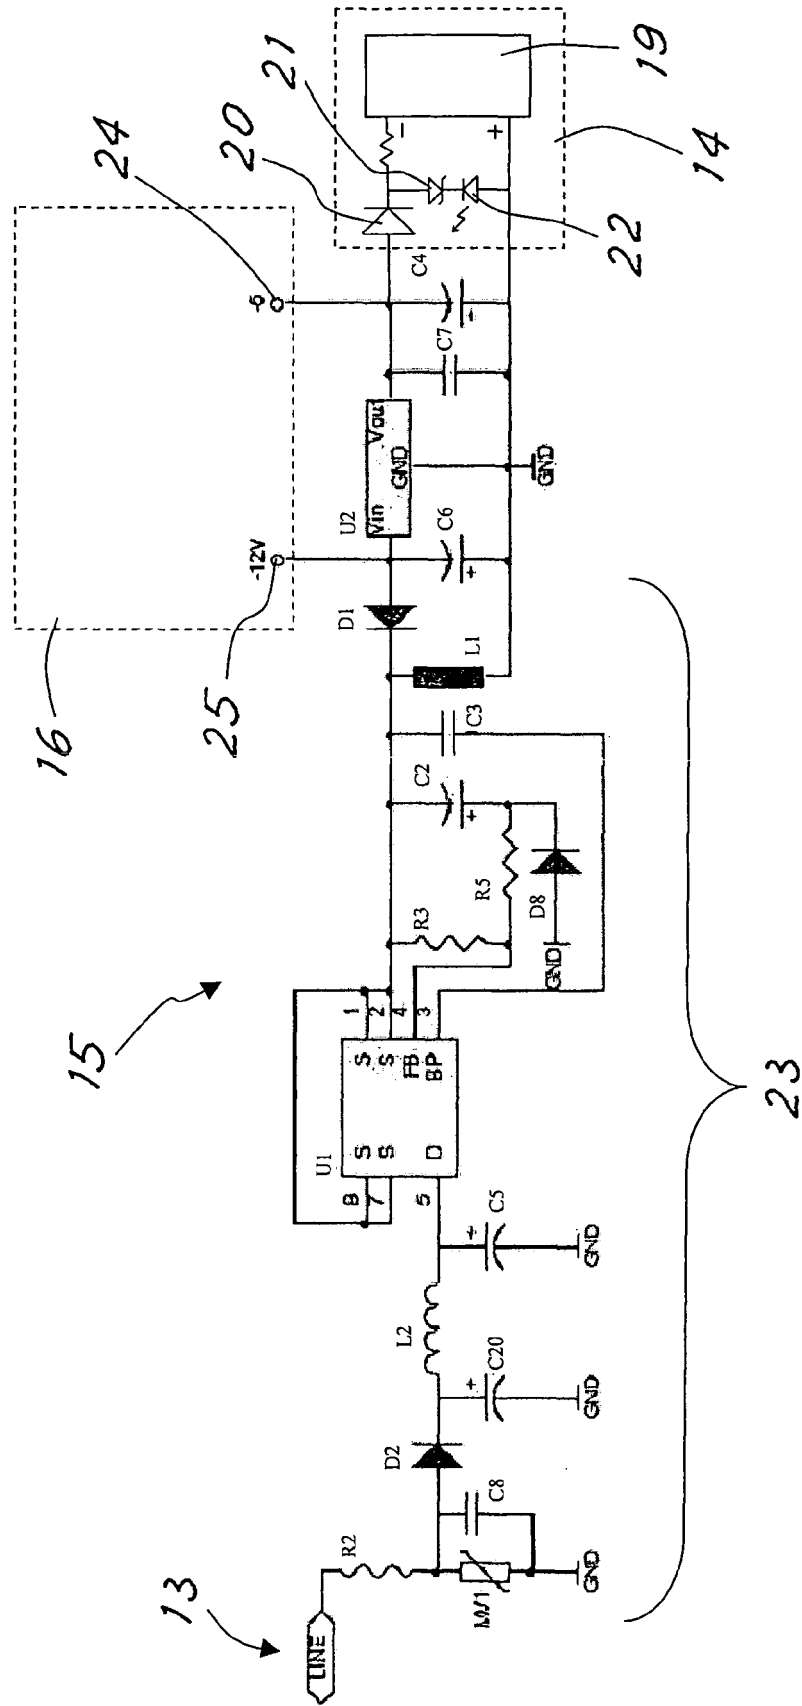 13
LINE
R2
MV1
GND
C8
D2
C20
GND
L2
C5
GND
U1
8
7
5
S
S
D
S
S
FB
BP
1
2
4
3
15
R3
R5
D8
GND
C2
+
C3
L1
D1
25
-12V
16
U2
Vin
Vout
GND
C6
+
GND
C7
C4
+
24
20
21
22
-
+
19
14
23
+
+